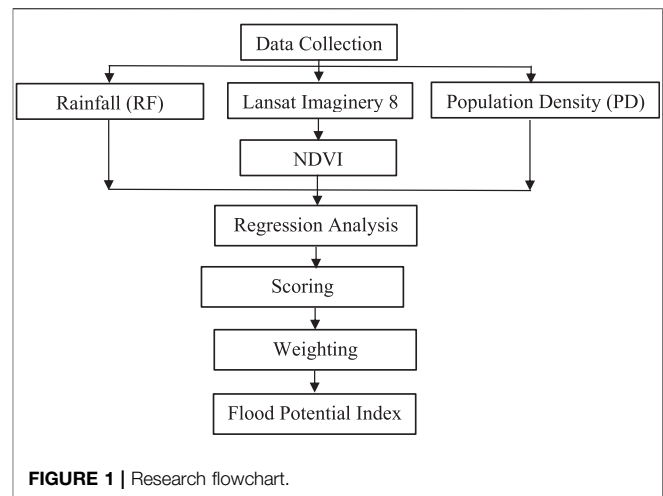 Data Collection
Rainfall (RF)
Lansat Imaginery 8
Population Density (PD)
NDVI
Regression Analysis
Scoring
Weighting
Flood Potential Index
FIGURE 1 | Research flowchart.